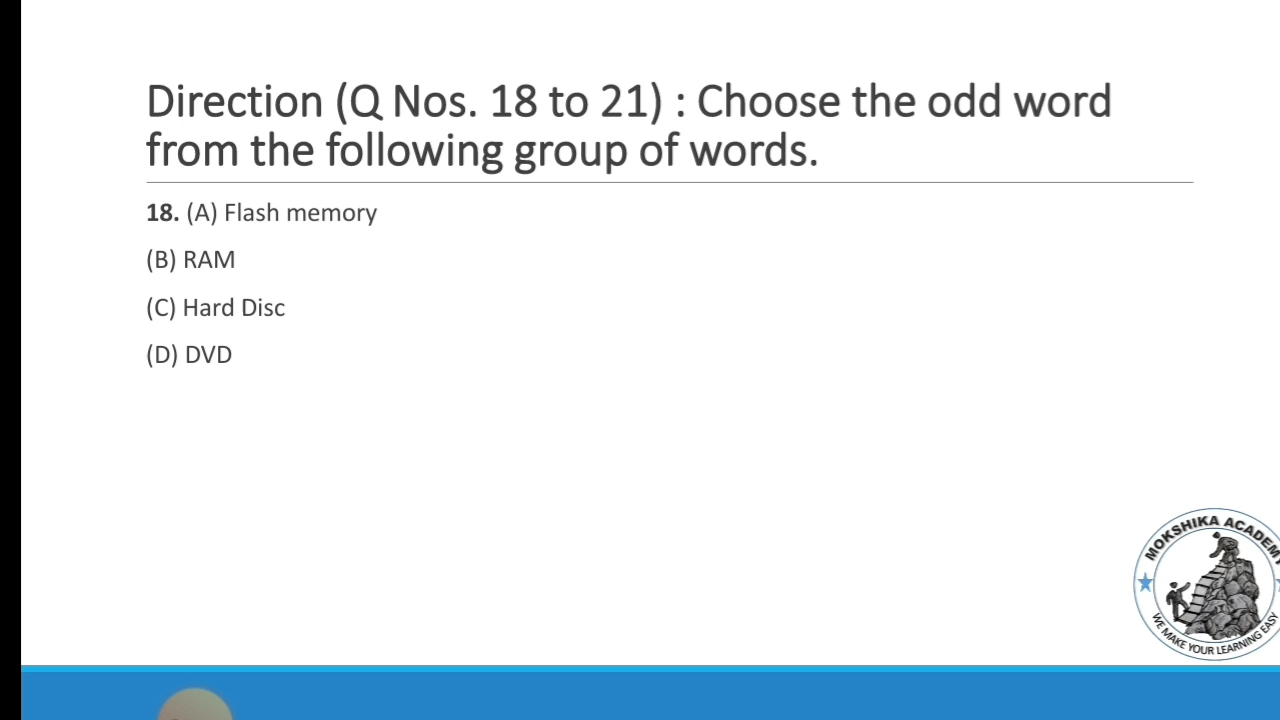 Direction (Q Nos. 18 to 21) : Choose the odd word
from the following group of words.
18. (A) Flash memory
(B) RAM
(C) Hard Disc
(D) DVD
MOKSHIKA ACADEMY
WE MAKE YOUR LEARNING EASY